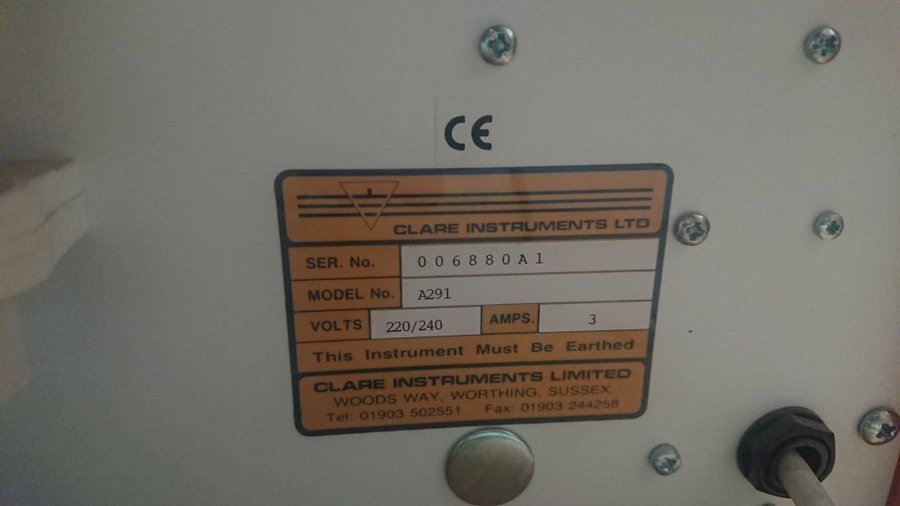 CE
CLARE INSTRUMENTS LTD
SER. No. 006880A1
MODEL No. A291
VOLTS 220/240 AMPS. 3
This Instrument Must Be Earthed
CLARE INSTRUMENTS LIMITED
WOODS WAY, WORTHING, SUSSEX
Tel: 01903 502551 Fax: 01903 244258